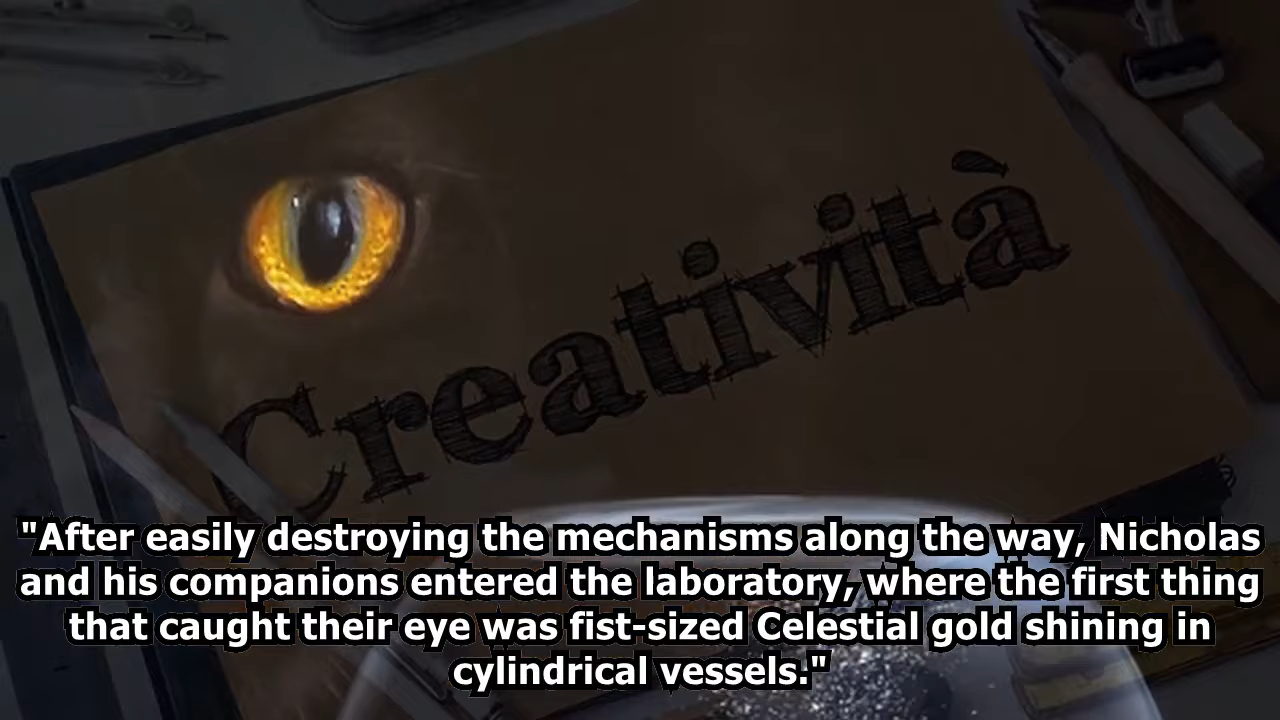 Creatività
"After easily destroying the mechanisms along the way, Nicholas
and his companions entered the laboratory, where the first thing
that caught their eye was fist-sized Celestial gold shining in
cylindrical vessels."